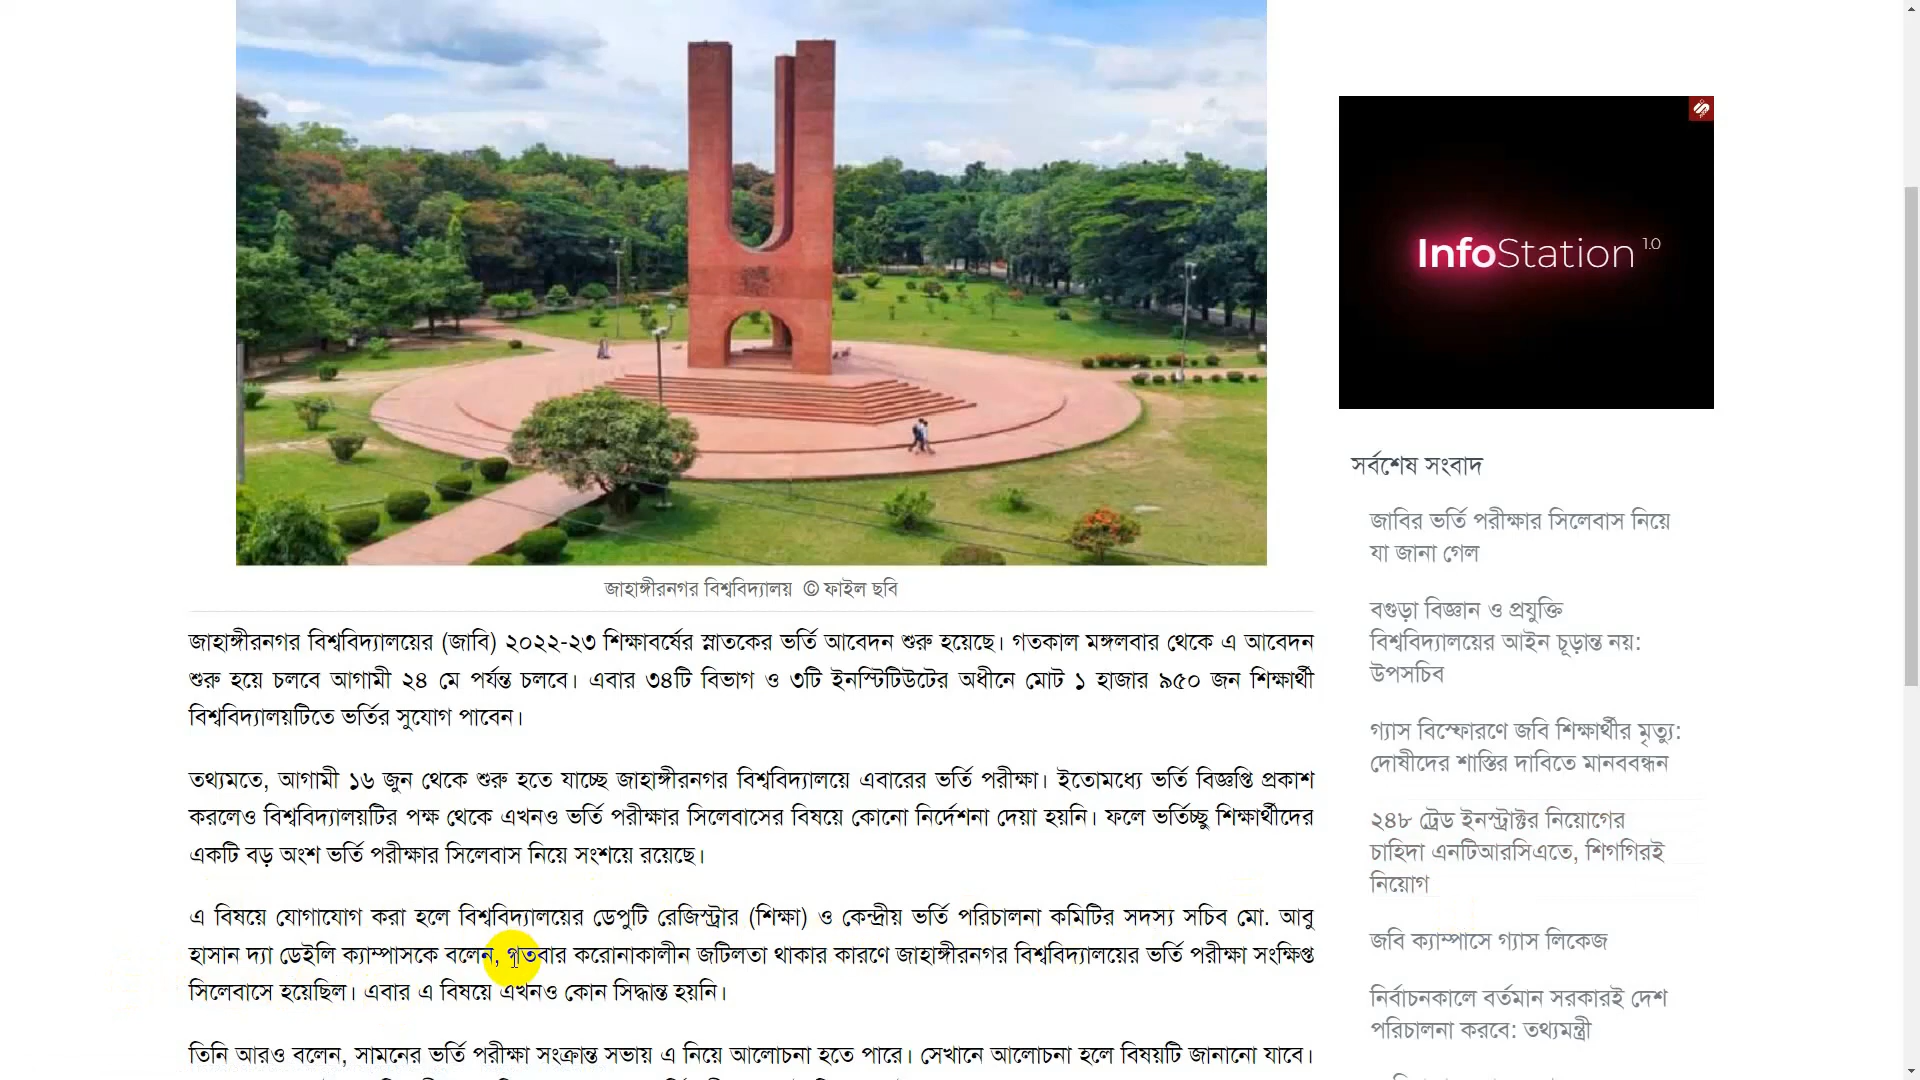 InfoStation 1.0
জাহাঙ্গীরনগর বিশ্ববিদ্যালয় © ফাইল ছবি
জাহাঙ্গীরনগর বিশ্ববিদ্যালয়ের (জাবি) ২০২২-২৩ শিক্ষাবর্ষের স্নাতকের ভর্তি আবেদন শুরু হয়েছে। গতকাল মঙ্গলবার থেকে এ আবেদন
শুরু হয়ে চলবে আগামী ২৪ মে পর্যন্ত চলবে। এবার ৩৪টি বিভাগ ও ৩টি ইনস্টিটিউটের অধীনে মোট ১ হাজার ৯৫০ জন শিক্ষার্থী
বিশ্ববিদ্যালয়টিতে ভর্তির সুযোগ পাবেন।
তথ্যমতে, আগামী ১৬ জুন থেকে শুরু হতে যাচ্ছে জাহাঙ্গীরনগর বিশ্ববিদ্যালয়ে এবারের ভর্তি পরীক্ষা। ইতোমধ্যে ভর্তি বিজ্ঞপ্তি প্রকাশ
করলেও বিশ্ববিদ্যালয়টির পক্ষ থেকে এখনও ভর্তি পরীক্ষার সিলেবাসের বিষয়ে কোনো নির্দেশনা দেয়া হয়নি। ফলে ভর্তিচ্ছু শিক্ষার্থীদের
একটি বড় অংশ ভর্তি পরীক্ষার সিলেবাস নিয়ে সংশয়ে রয়েছে।
এ বিষয়ে যোগাযোগ করা হলে বিশ্ববিদ্যালয়ের ডেপুটি রেজিস্ট্রার (শিক্ষা) ও কেন্দ্রীয় ভর্তি পরিচালনা কমিটির সদস্য সচিব মো. আবু
হাসান দ্যা ডেইলি ক্যাম্পাসকে বলেন, গতবার করোনাকালীন জটিলতা থাকার কারণে জাহাঙ্গীরনগর বিশ্ববিদ্যালয়ের ভর্তি পরীক্ষা সংক্ষিপ্ত
সিলেবাসে হয়েছিল। এবার এ বিষয়ে এখনও কোন সিদ্ধান্ত হয়নি।
তিনি আরও বলেন, সামনের ভর্তি পরীক্ষা সংক্রান্ত সভায় এ নিয়ে আলোচনা হতে পারে। সেখানে আলোচনা হলে বিষয়টি জানানো যাবে।
সর্বশেষ সংবাদ
জাবির ভর্তি পরীক্ষার সিলেবাস নিয়ে
যা জানা গেল
বগুড়া বিজ্ঞান ও প্রযুক্তি
বিশ্ববিদ্যালয়ের আইন চূড়ান্ত নয়:
উপসচিব
গ্যাস বিস্ফোরণে জবি শিক্ষার্থীর মৃত্যু:
দোষীদের শাস্তির দাবিতে মানববন্ধন
২৪৮ ট্রেড ইনস্ট্রাক্টর নিয়োগের
চাহিদা এনটিআরসিএতে, শিগগিরই
নিয়োগ
জবি ক্যাম্পাসে গ্যাস লিকেজ
নির্বাচনকালে বর্তমান সরকারই দেশ
পরিচালনা করবে: তথ্যমন্ত্রী